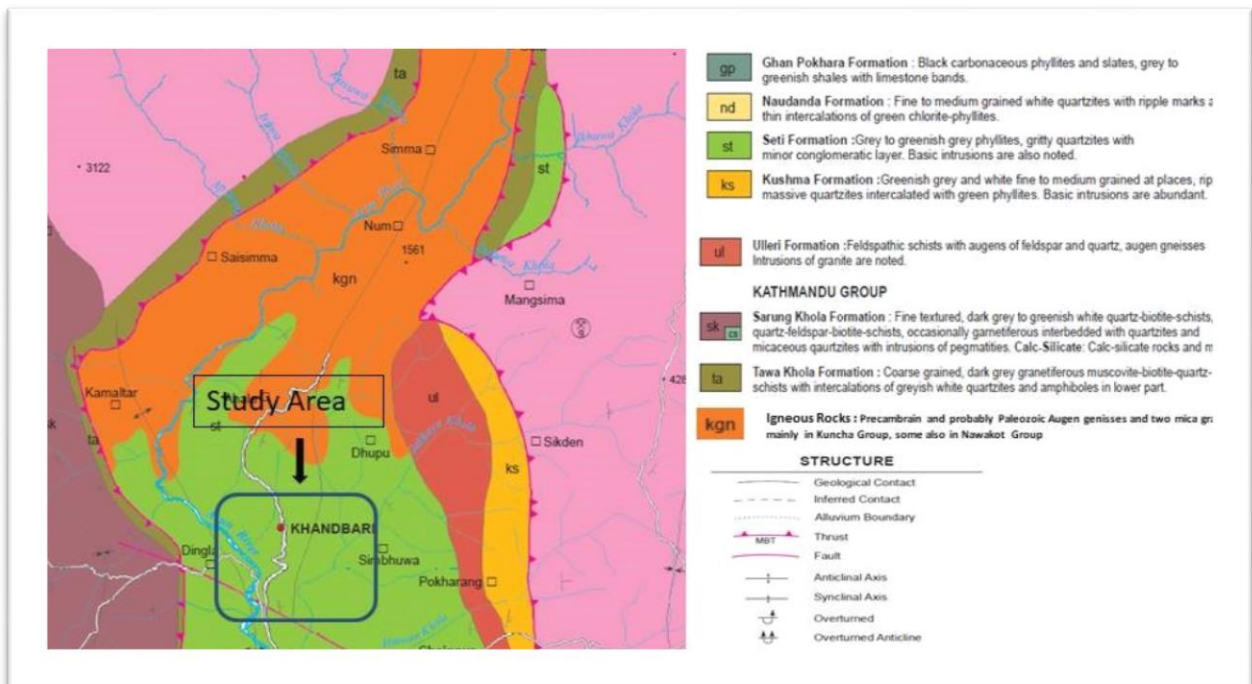 ta
Simma
3122
st
Num
1561
Saisimma
kgn
Mangsima
Kamaltar
Study Area
428
ul
st
Sikden
Dhupu
sk
ta
ks
KHANDBARI
Dingla
Simbhuwa
Pokharang
gp Ghan Pokhara Formation : Black carbonaceous phyllites and slates, grey to
greenish shales with limestone bands.
nd Naudanda Formation : Fine to medium grained white quartzites with ripple marks a
thin intercalations of green chlorite-phyllites.
st Seti Formation :Grey to greenish grey phyllites, gritty quartzites with
minor conglomeratic layer. Basic intrusions are also noted.
ks Kushma Formation :Greenish grey and white fine to medium grained at places, rip
massive quartzites intercalated with green phyllites. Basic intrusions are abundant.
ul Ulleri Formation :Feldspathic schists with augens of feldspar and quartz, augen gneisses
Intrusions of granite are noted.
KATHMANDU GROUP
sk cs Sarung Khola Formation : Fine textured, dark grey to greenish white quartz-biotite-schists,
quartz-feldspar-biotite-schists, occasionally garnetiferous interbedded with quartzites and
micaceous qaurtzites with intrusions of pegmatities. Calc-Silicate: Calc-silicate rocks and m
ta Tawa Khola Formation : Coarse grained, dark grey granetiferous muscovite-biotite-quartz-
schists with intercalations of greyish white quartzites and amphiboles in lower part.
kgn Igneous Rocks : Precambrain and probably Paleozoic Augen genisses and two mica gra
mainly in Kuncha Group, some also in Nawakot Group
STRUCTURE
Geological Contact
Inferred Contact
Alluvium Boundary
MBT Thrust
Fault
Anticlinal Axis
Synclinal Axis
Overturned
Overturned Anticline